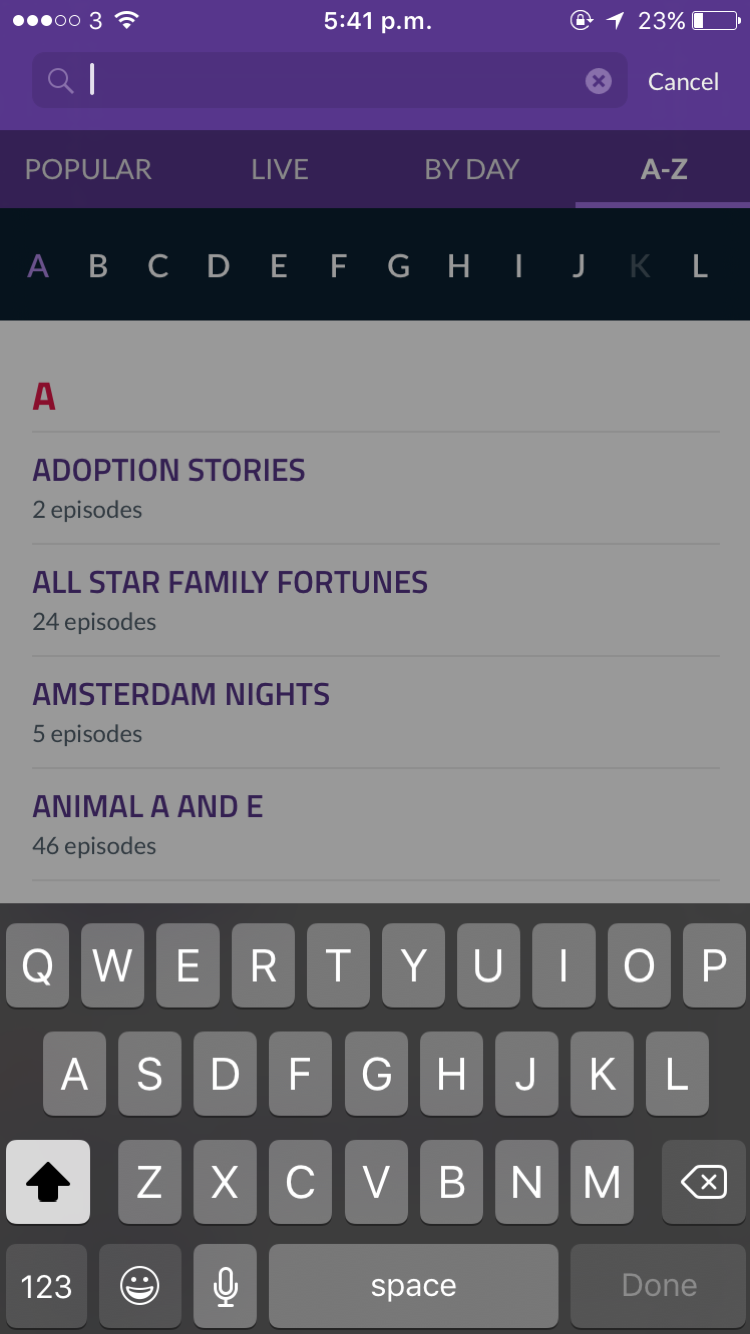 3 5:41 p.m. 23%
Cancel
POPULAR LIVE BY DAY A-Z
A B C D E F G H I J K L
A
ADOPTION STORIES
2 episodes
ALL STAR FAMILY FORTUNES
24 episodes
AMSTERDAM NIGHTS
5 episodes
ANIMAL A AND E
46 episodes
Q W E R T Y U I O P
A S D F G H J K L
Z X C V B N M
123 space Done